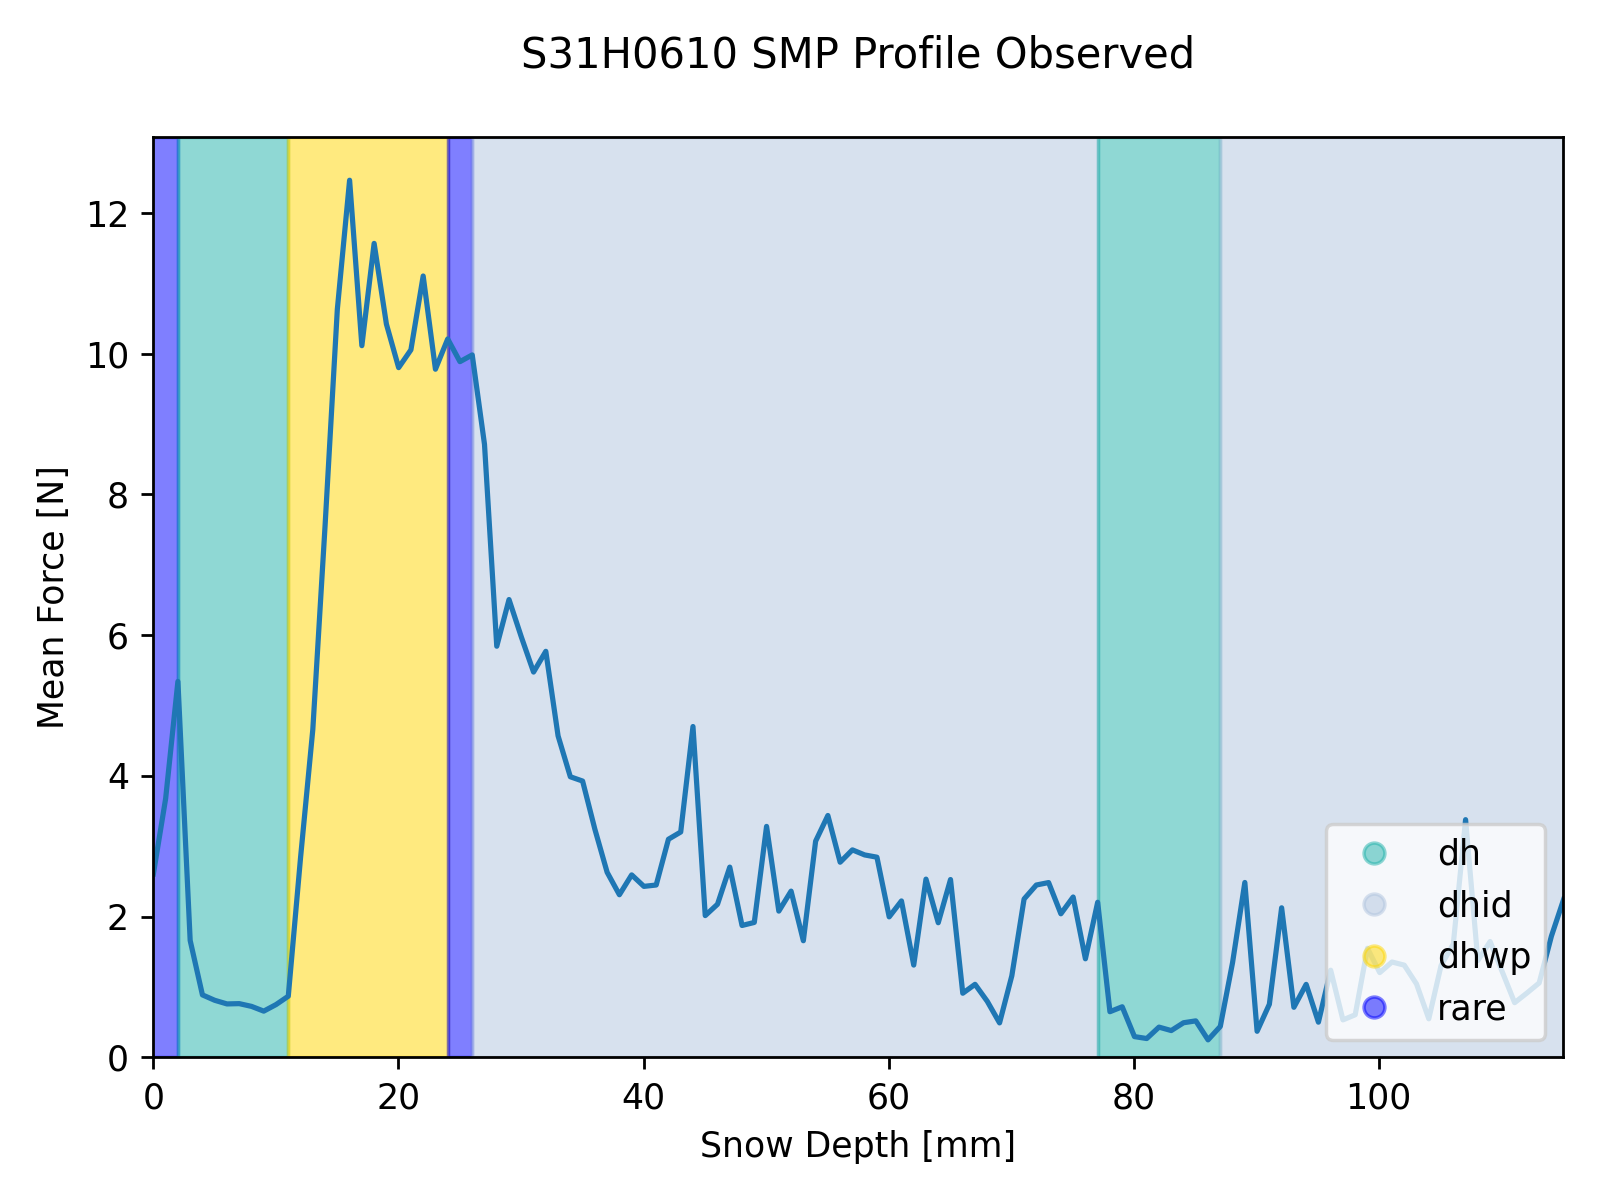 S31H0610 SMP Profile Observed
Mean Force [N]
12
10
8
6
4
2
0
0 20 40 60 80 100
Snow Depth [mm]
dh
dhid
dhwp
rare